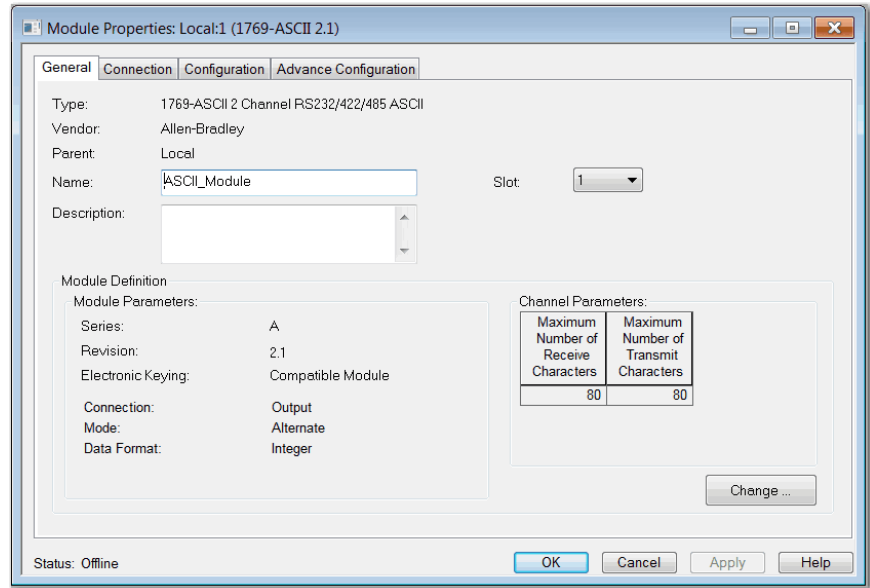 Module Properties: Local:1 (1769-ASCII 2.1)
General Connection Configuration Advance Configuration
Type: 1769-ASCII 2 Channel RS232/422/485 ASCII
Vendor: Allen-Bradley
Parent: Local
Name: ASCII_Module Slot: 1
Description:
Module Definition
Module Parameters:
Series: A
Revision: 2.1
Electronic Keying: Compatible Module
Connection: Output
Mode: Alternate
Data Format: Integer
Channel Parameters:
Maximum Maximum
Number of Number of
Receive Transmit
Characters Characters
80 80
Change ...
Status: Offline OK Cancel Apply Help